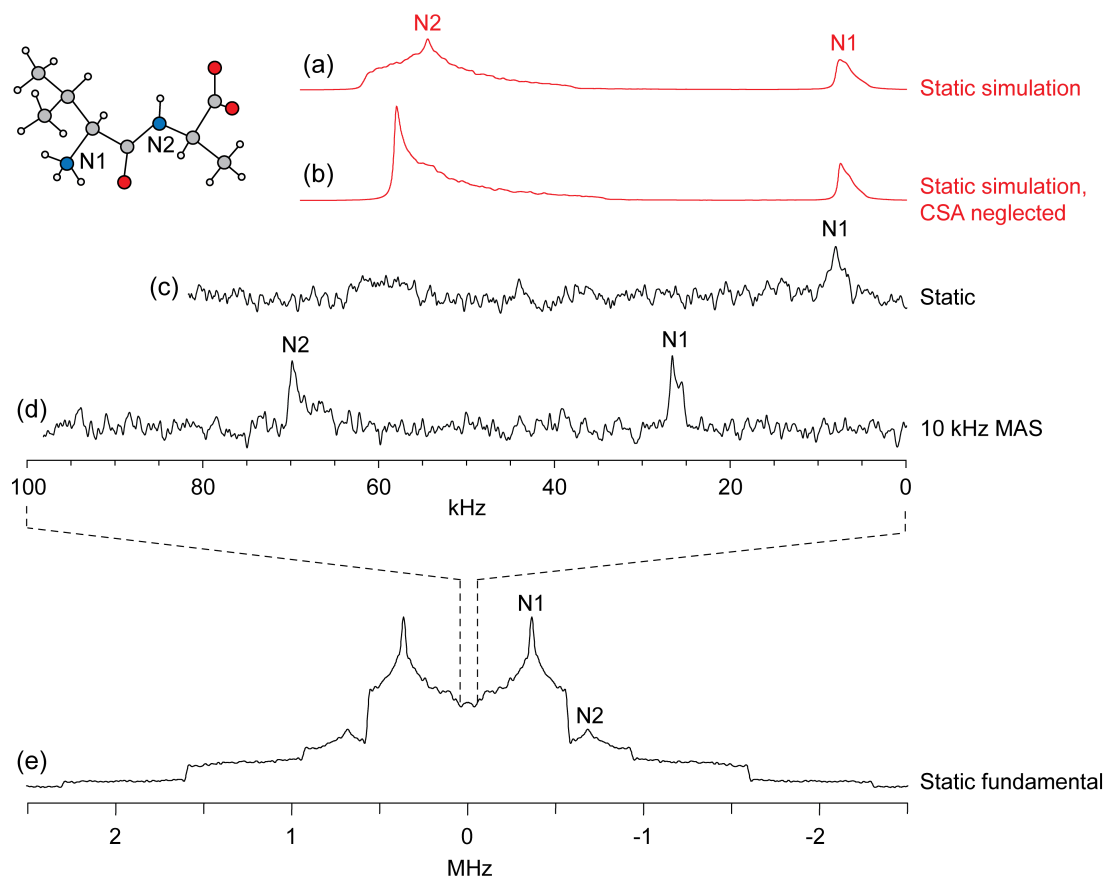 N2
N1
(a)
Static simulation
N1
N2
(b)
Static simulation,
CSA neglected
N1
(c)
Static
N2
N1
(d)
10 kHz MAS
100
80
60
40
20
0
kHz
N1
N2
(e)
Static fundamental
2
1
0
-1
-2
MHz